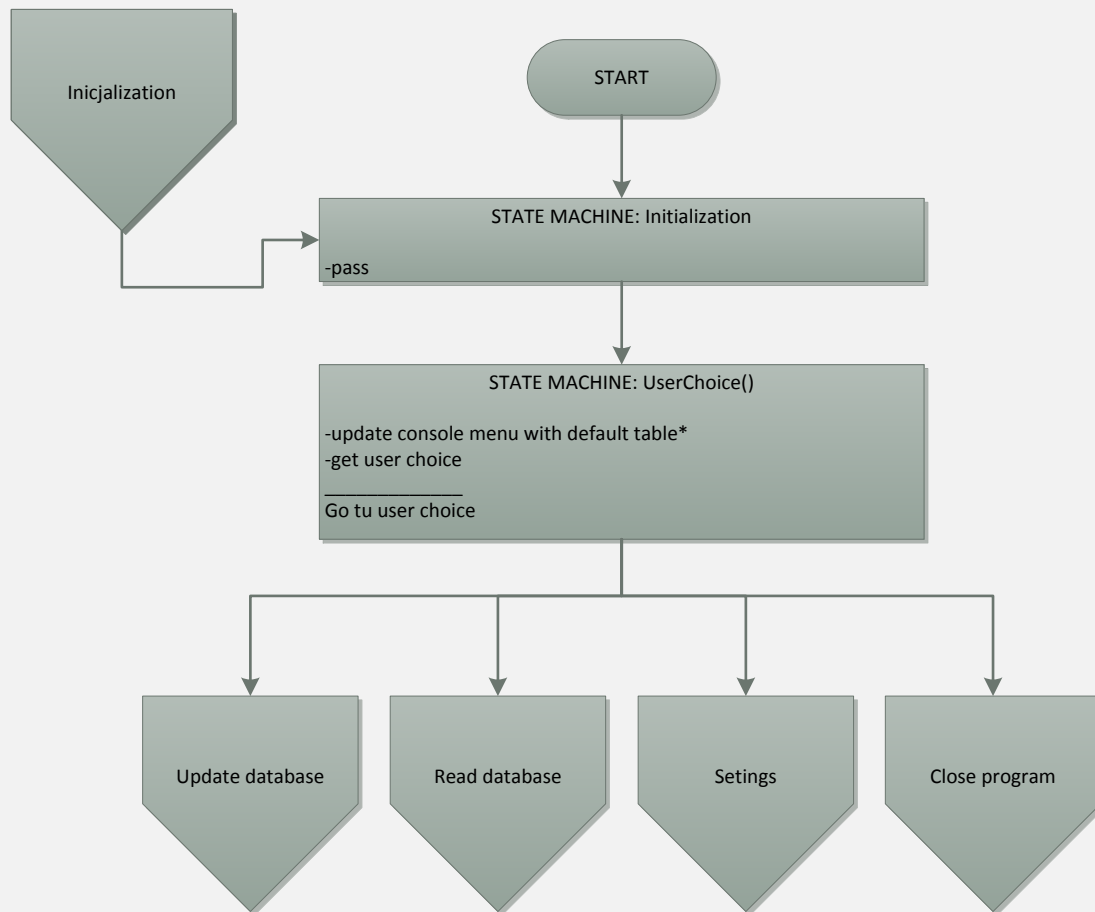 Inicjalization
START
STATE MACHINE: Initialization
-pass
STATE MACHINE: UserChoice()
-update console menu with default table*
-get user choice
_____________
Go tu user choice
Update database
Read database
Setings
Close program